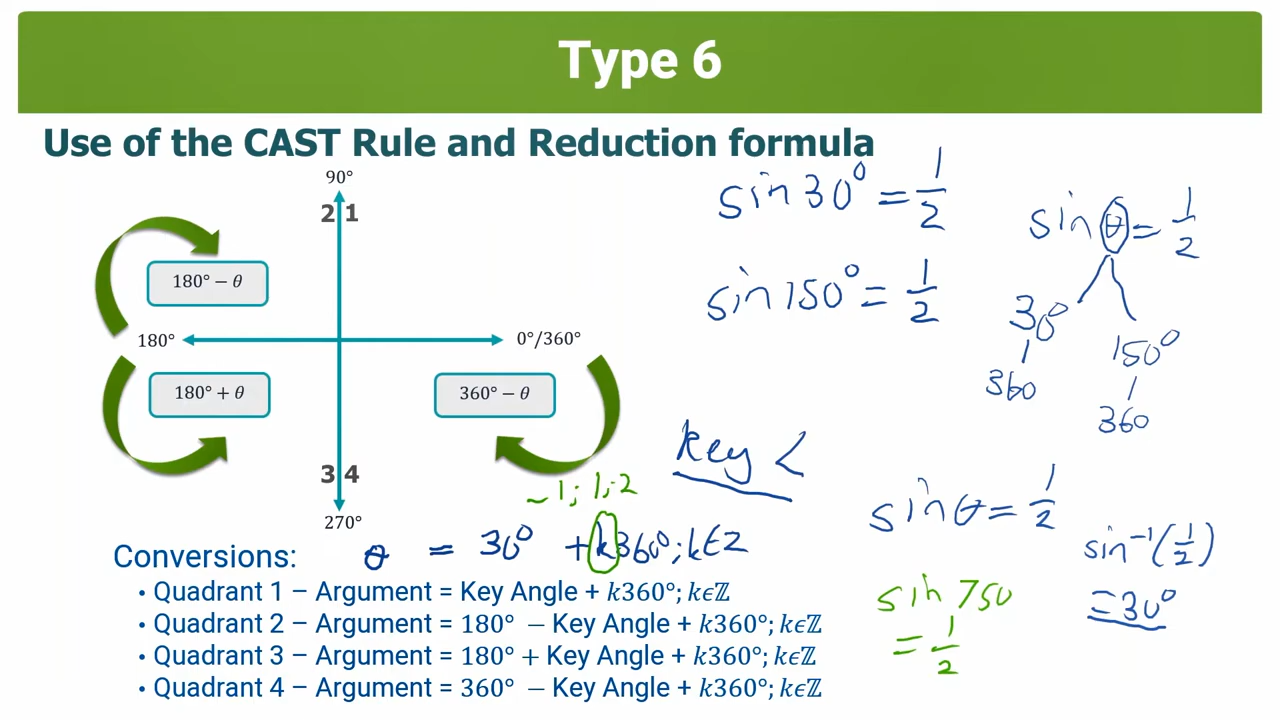 Type 6
Use of the CAST Rule and Reduction formula
90°
2 1
180° − θ
180°
0°/360°
180° + θ
360° − θ
3 4
270°
sin 30° = 1/2
sin 150° = 1/2
sin θ = 1/2
30°
150°
360
360
key <
sin θ = 1/2
sin⁻¹(1/2)
= 30°
sin 750
= 1/2
−1; 1; 2
θ = 30° + k360°; k∈Z
Conversions:
• Quadrant 1 – Argument = Key Angle + k360°; kϵℤ
• Quadrant 2 – Argument = 180° − Key Angle + k360°; kϵℤ
• Quadrant 3 – Argument = 180° + Key Angle + k360°; kϵℤ
• Quadrant 4 – Argument = 360° − Key Angle + k360°; kϵℤ